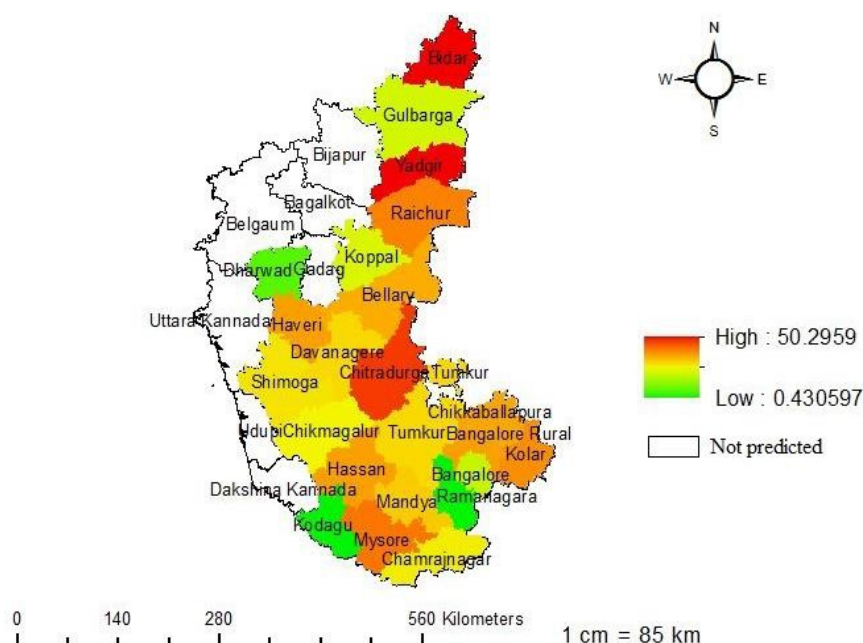 N
W E
S
Bidar
Gulbarga
Bijapur
Yadgir
Bagalkot
Raichur
Belgaum
Koppal
Dharwad Gadag
Bellary
Uttara Kannada Haveri
Davanagere
Chitradurga Tumkur
Shimoga
Chikkaballapura
Udupi Chikmagalur Tumkur Bangalore Rural
Kolar
Hassan Bangalore
Dakshina Kannada Ramanagara
Mandya
Kodagu
Mysore
Chamrajnagar
High : 50.2959
Low : 0.430597
Not predicted
0 140 280 560 Kilometers
1 cm = 85 km